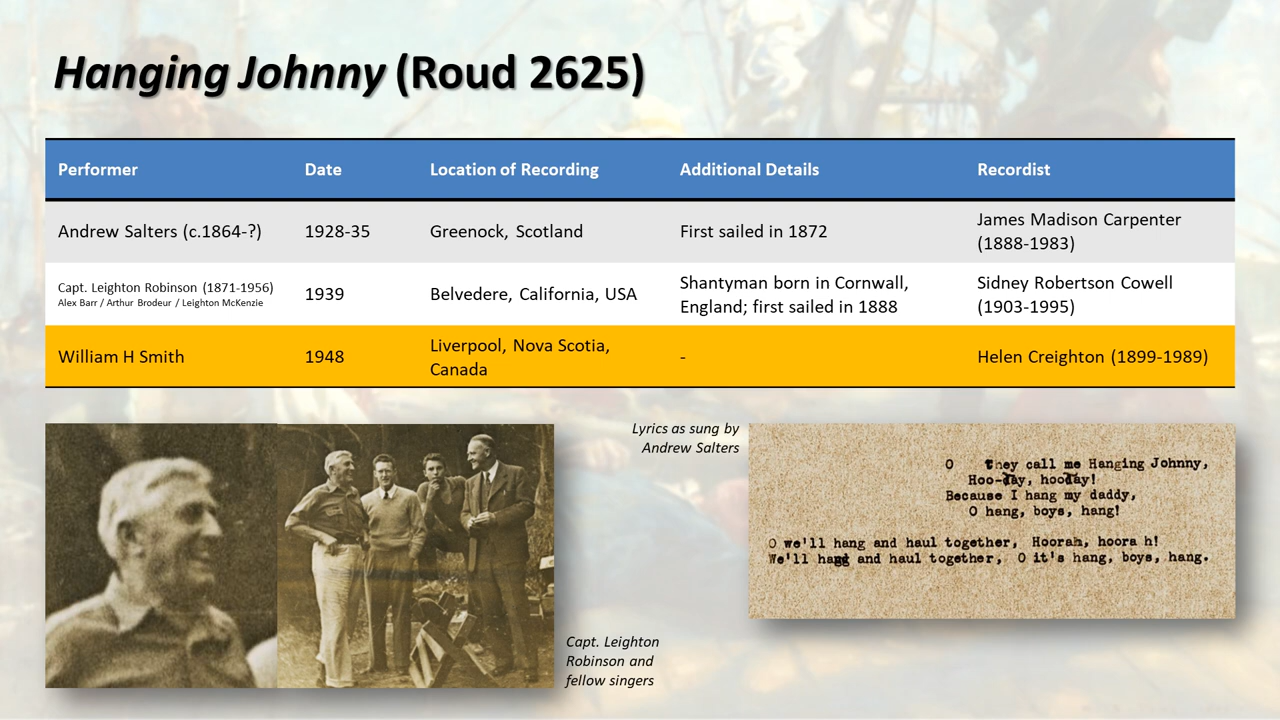 Hanging Johnny (Roud 2625)
Performer Date Location of Recording Additional Details Recordist
Andrew Salters (c.1864-?) 1928-35 Greenock, Scotland First sailed in 1872 James Madison Carpenter
(1888-1983)
Capt. Leighton Robinson (1871-1956)
Alex Barr / Arthur Brodeur / Leighton McKenzie
1939 Belvedere, California, USA Shantyman born in Cornwall,
England; first sailed in 1888
Sidney Robertson Cowell
(1903-1995)
William H Smith 1948 Liverpool, Nova Scotia,
Canada
- Helen Creighton (1899-1989)
Lyrics as sung by
Andrew Salters
O they call me Hanging Johnny,
Hoo-day, hooday!
Because I hang my daddy,
O hang, boys, hang!
O we'll hang and haul together, Hoorah, hoora h!
We'll hang and haul together, O it's hang, boys, hang.
Capt. Leighton
Robinson and
fellow singers